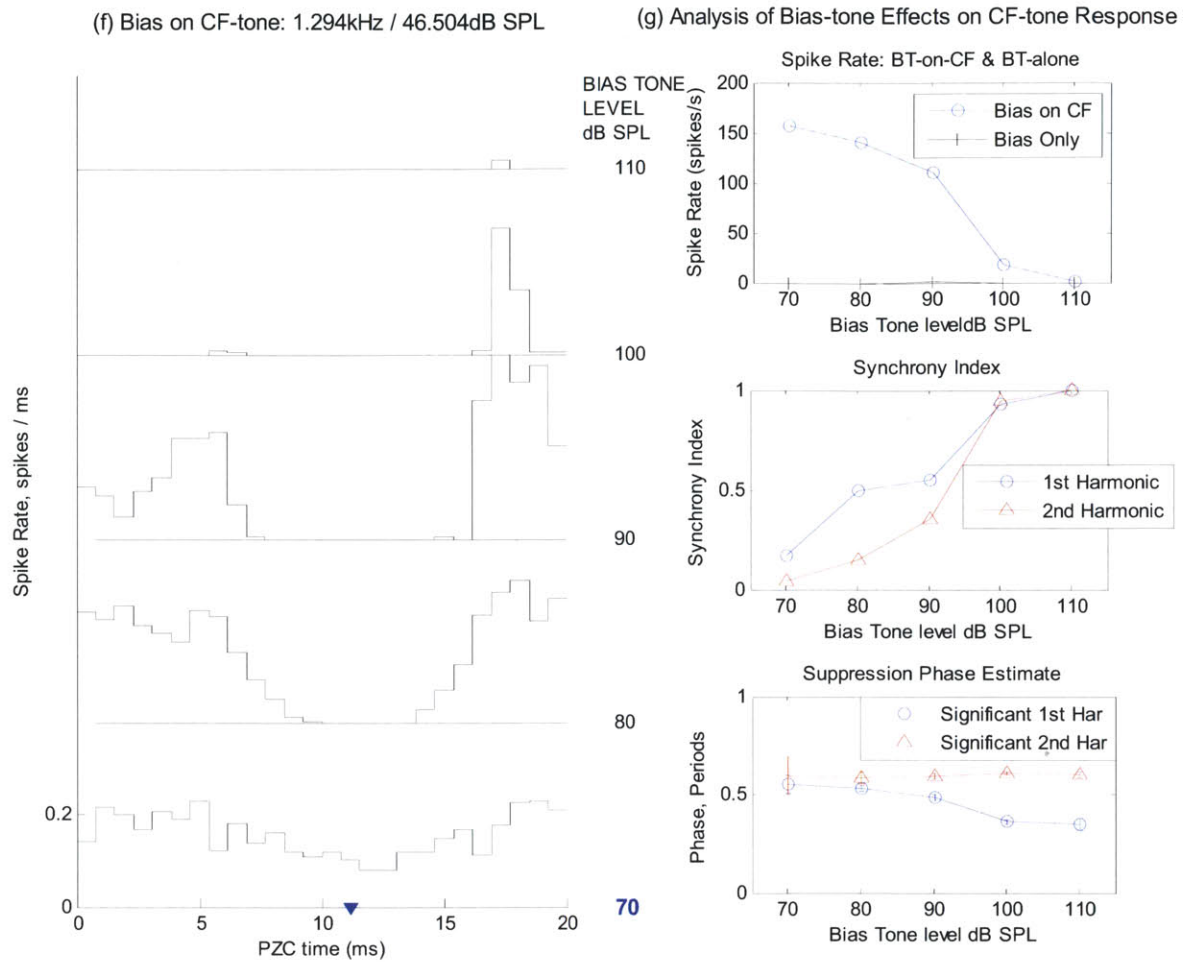 (f) Bias on CF-tone: 1.294kHz / 46.504dB SPL
BIAS TONE
LEVEL
dB SPL
110
100
90
80
70
Spike Rate, spikes / ms
0.2
0
0 5 10 15 20
PZC time (ms)
(g) Analysis of Bias-tone Effects on CF-tone Response
Spike Rate: BT-on-CF & BT-alone
Spike Rate (spikes/s)
200
150
100
50
0
Bias on CF
Bias Only
70 80 90 100 110
Bias Tone leveldB SPL
Synchrony Index
Synchrony Index
1
0.5
0
1st Harmonic
2nd Harmonic
70 80 90 100 110
Bias Tone level dB SPL
Suppression Phase Estimate
Phase, Periods
1
0.5
0
Significant 1st Har
Significant 2nd Har
70 80 90 100 110
Bias Tone level dB SPL